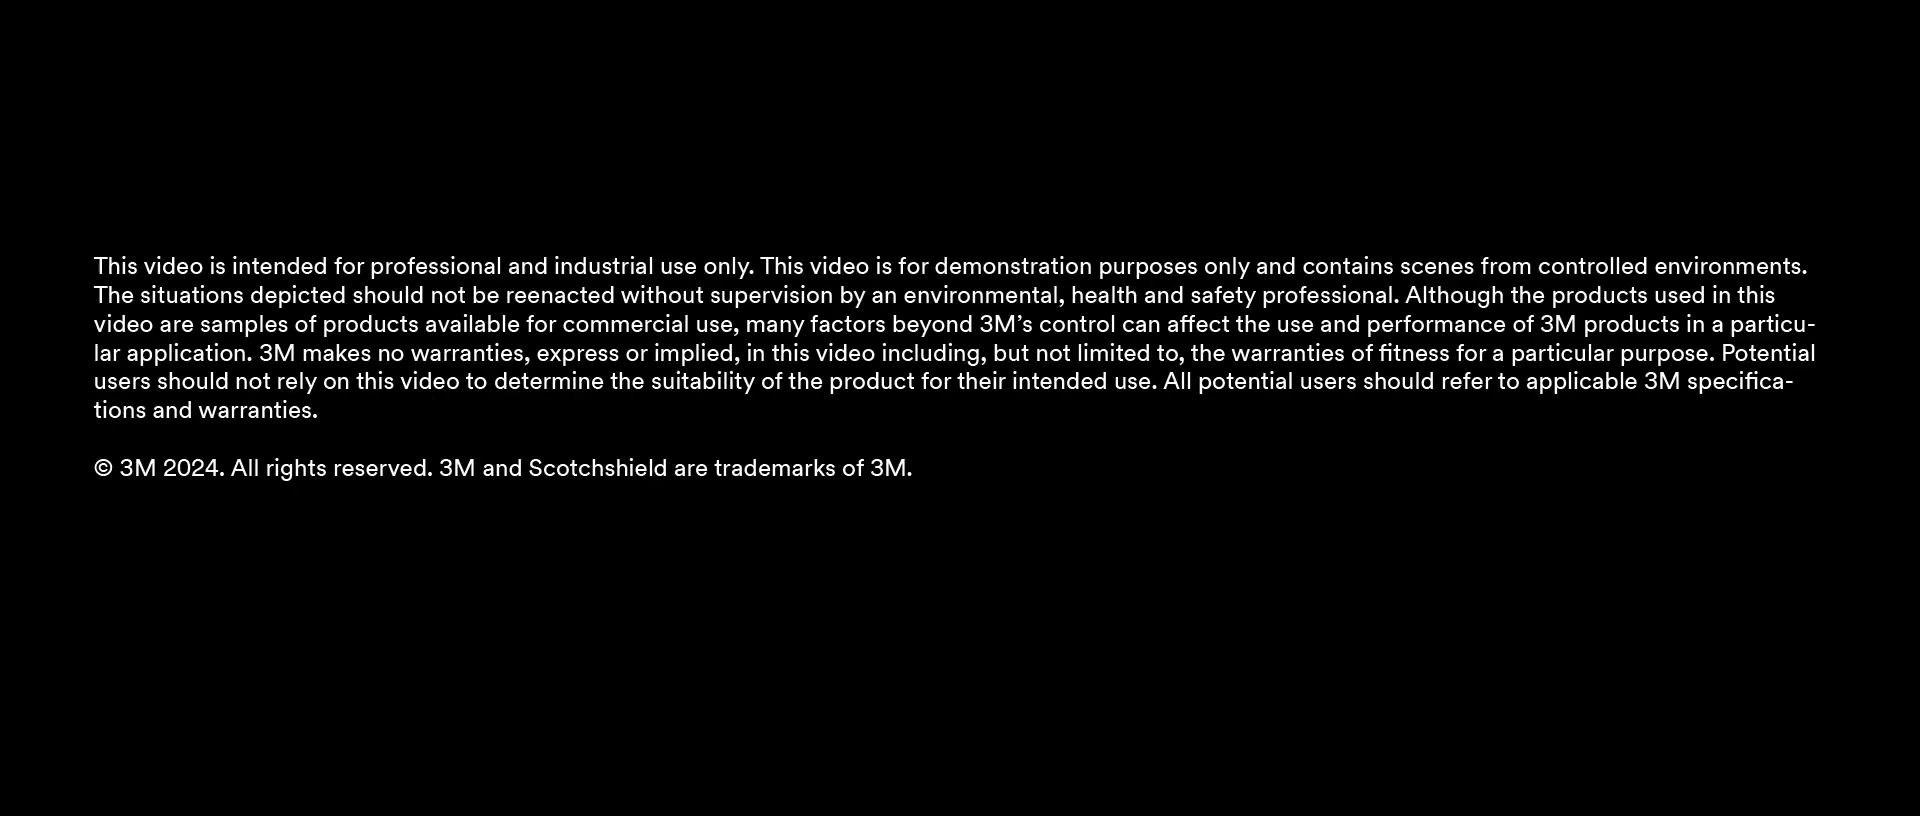 This video is intended for professional and industrial use only. This video is for demonstration purposes only and contains scenes from controlled environments.
The situations depicted should not be reenacted without supervision by an environmental, health and safety professional. Although the products used in this
video are samples of products available for commercial use, many factors beyond 3M’s control can affect the use and performance of 3M products in a particu-
lar application. 3M makes no warranties, express or implied, in this video including, but not limited to, the warranties of fitness for a particular purpose. Potential
users should not rely on this video to determine the suitability of the product for their intended use. All potential users should refer to applicable 3M specifica-
tions and warranties.
© 3M 2024. All rights reserved. 3M and Scotchshield are trademarks of 3M.